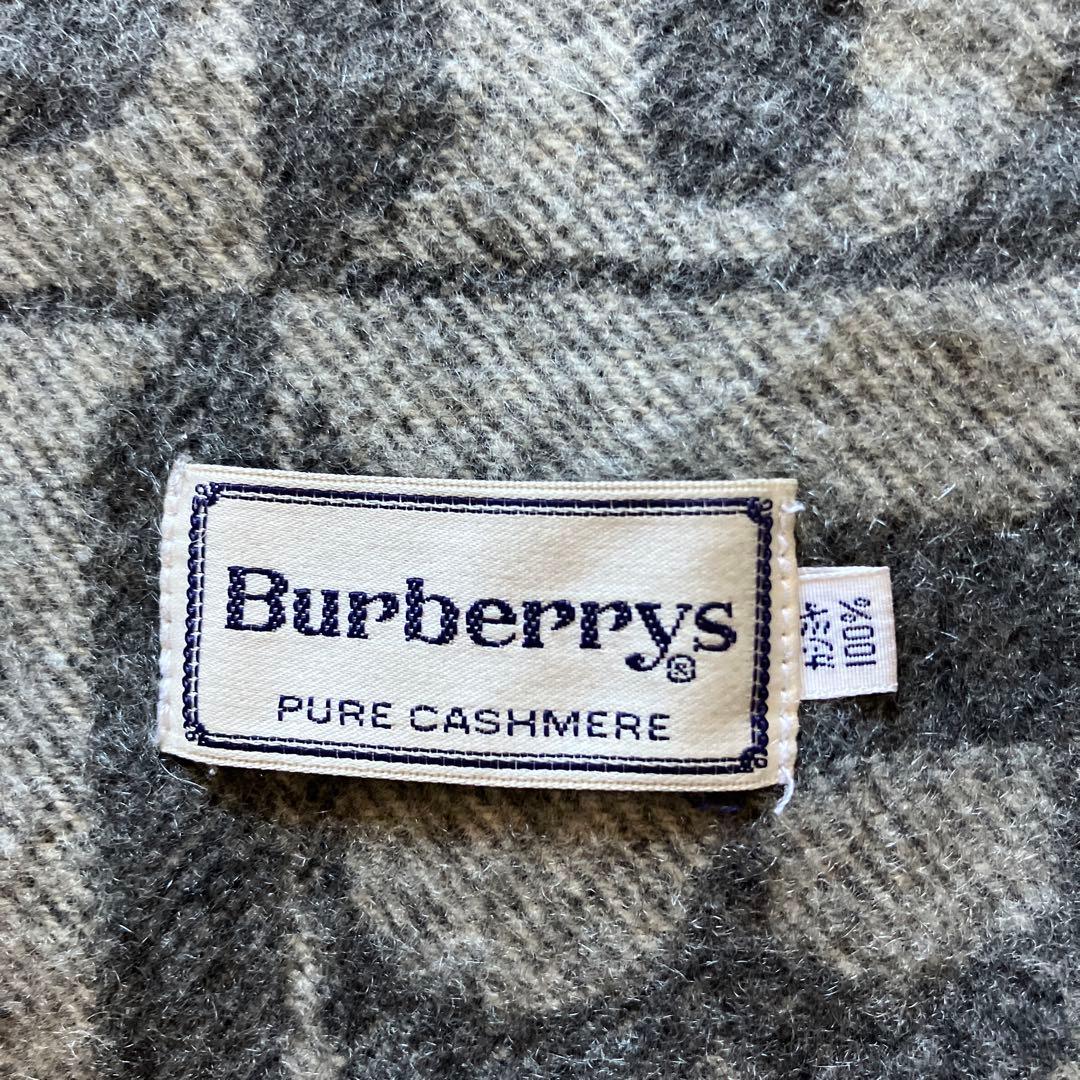 Burberrys®
PURE CASHMERE
カシミヤ
100%